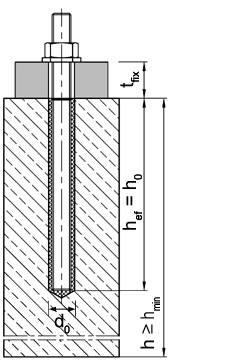 t_fix
h_ef = h_0
h ≥ h_min
d_0